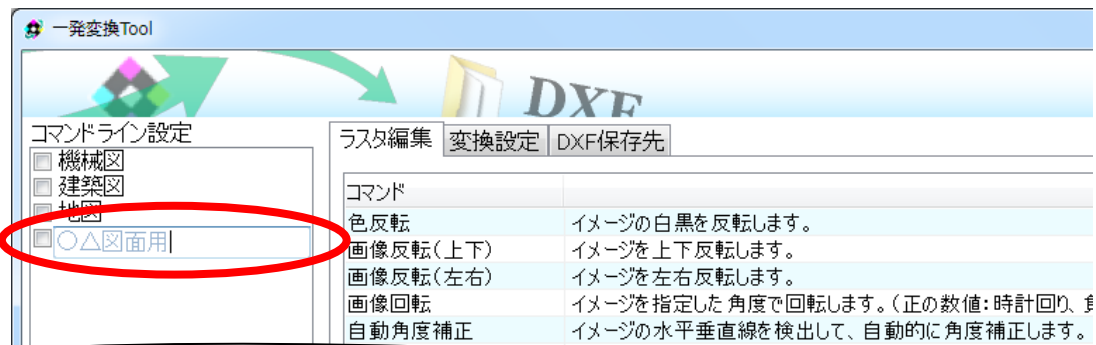 一発変換Tool
DXF
コマンドライン設定
機械図
建築図
地図
○△図面用
ラスタ編集 変換設定 DXF保存先
コマンド
色反転 イメージの白黒を反転します。
画像反転(上下) イメージを上下反転します。
画像反転(左右) イメージを左右反転します。
画像回転 イメージを指定した角度で回転します。(正の数値:時計回り、
自動角度補正 イメージの水平垂直線を検出して、自動的に角度補正します。